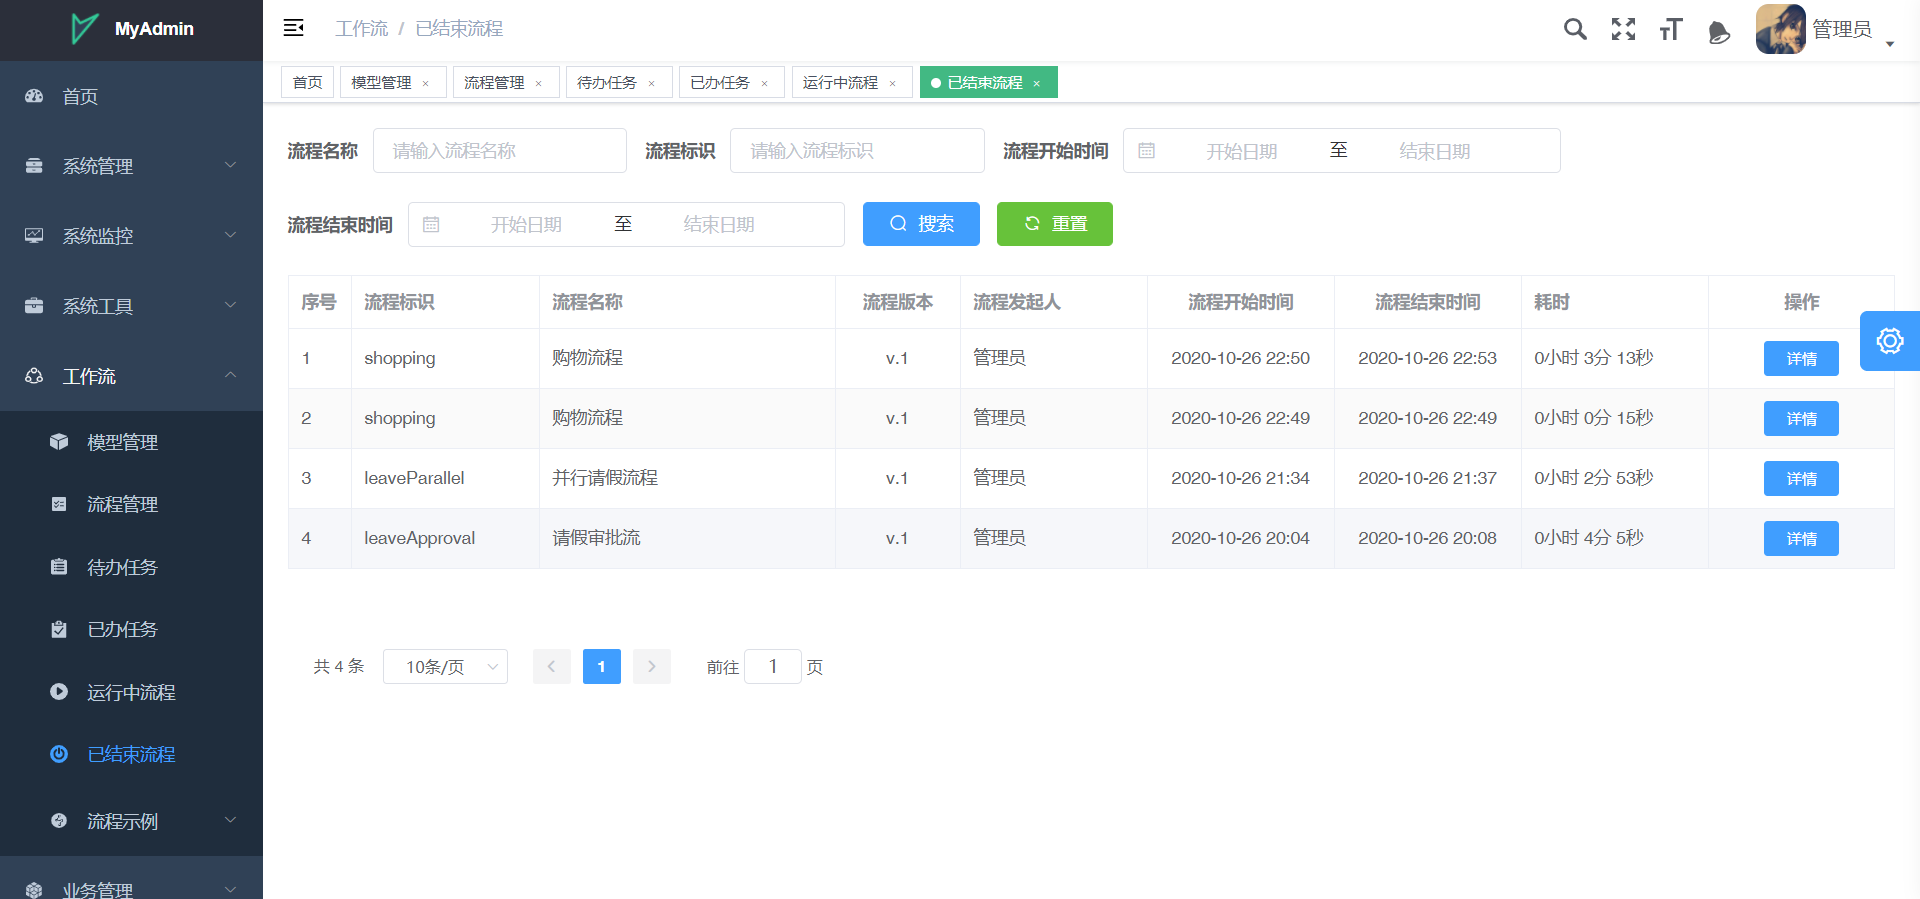 MyAdmin
首页
系统管理
系统监控
系统工具
工作流
模型管理
流程管理
待办任务
已办任务
运行中流程
已结束流程
流程示例
业务管理
工作流 / 已结束流程
管理员
首页 模型管理 × 流程管理 × 待办任务 × 已办任务 × 运行中流程 × 已结束流程 ×
流程名称 请输入流程名称 流程标识 请输入流程标识 流程开始时间 开始日期 至 结束日期
流程结束时间 开始日期 至 结束日期 搜索 重置
序号 流程标识 流程名称 流程版本 流程发起人 流程开始时间 流程结束时间 耗时 操作
1 shopping 购物流程 v.1 管理员 2020-10-26 22:50 2020-10-26 22:53 0小时 3分 13秒 详情
2 shopping 购物流程 v.1 管理员 2020-10-26 22:49 2020-10-26 22:49 0小时 0分 15秒 详情
3 leaveParallel 并行请假流程 v.1 管理员 2020-10-26 21:34 2020-10-26 21:37 0小时 2分 53秒 详情
4 leaveApproval 请假审批流 v.1 管理员 2020-10-26 20:04 2020-10-26 20:08 0小时 4分 5秒 详情
共 4 条 10条/页 1 前往 1 页